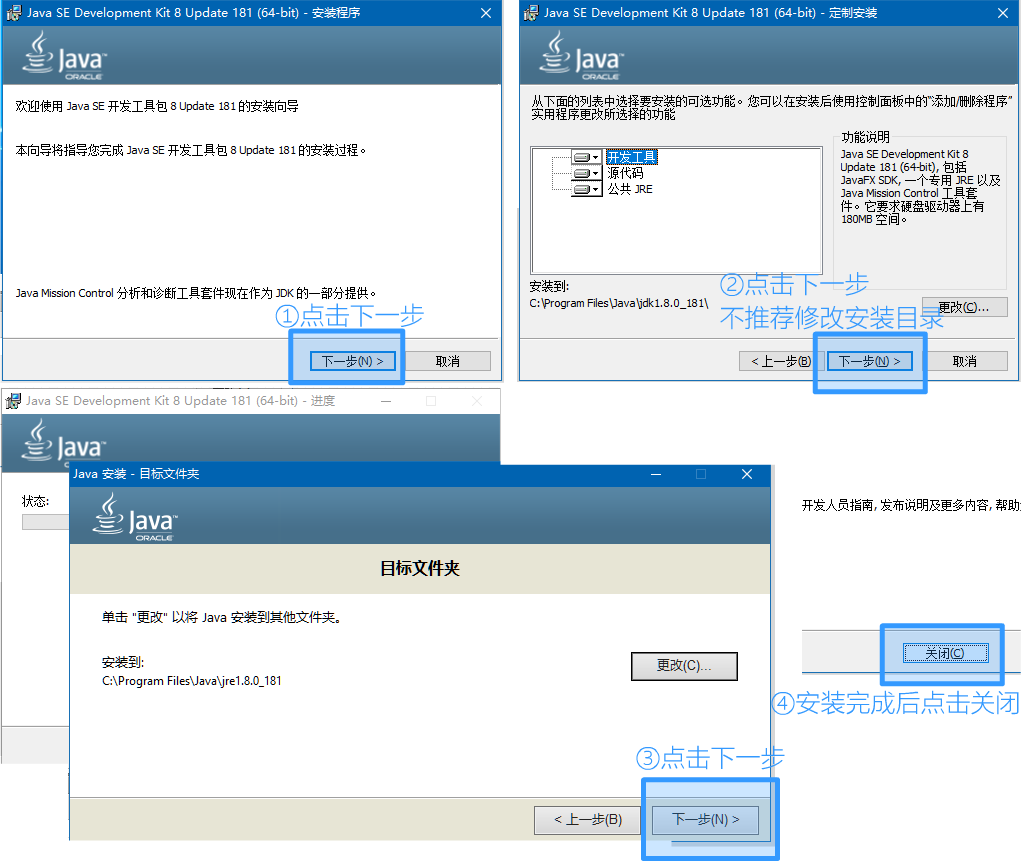 Java SE Development Kit 8 Update 181 (64-bit) - 安装程序
Java
ORACLE
欢迎使用 Java SE 开发工具包 8 Update 181 的安装向导
本向导将指导您完成 Java SE 开发工具包 8 Update 181 的安装过程。
Java Mission Control 分析和诊断工具套件现在作为 JDK 的一部分提供。
①点击下一步
下一步(N) >
取消
Java SE Development Kit 8 Update 181 (64-bit) - 定制安装
Java
ORACLE
从下面的列表中选择要安装的可选功能。您可以在安装后使用控制面板中的“添加/删除程序”
实用程序更改所选择的功能
开发工具
源代码
公共 JRE
功能说明
Java SE Development Kit 8
Update 181 (64-bit), 包括
JavaFX SDK, 一个专用 JRE 以及
Java Mission Control 工具套
件。它要求硬盘驱动器上有
180MB 空间。
安装到:
C:\Program Files\Java\jdk1.8.0_181\
②点击下一步
不推荐修改安装目录
更改(C)...
< 上一步(B)
下一步(N) >
取消
Java SE Development Kit 8 Update 181 (64-bit) - 进度
Java
状态:
Java 安装 - 目标文件夹
Java
ORACLE
目标文件夹
单击 "更改" 以将 Java 安装到其他文件夹。
安装到:
C:\Program Files\Java\jre1.8.0_181
更改(C)...
③点击下一步
< 上一步(B)
下一步(N) >
开发人员指南, 发布说明及更多内容, 帮助
关闭(C)
④安装完成后点击关闭